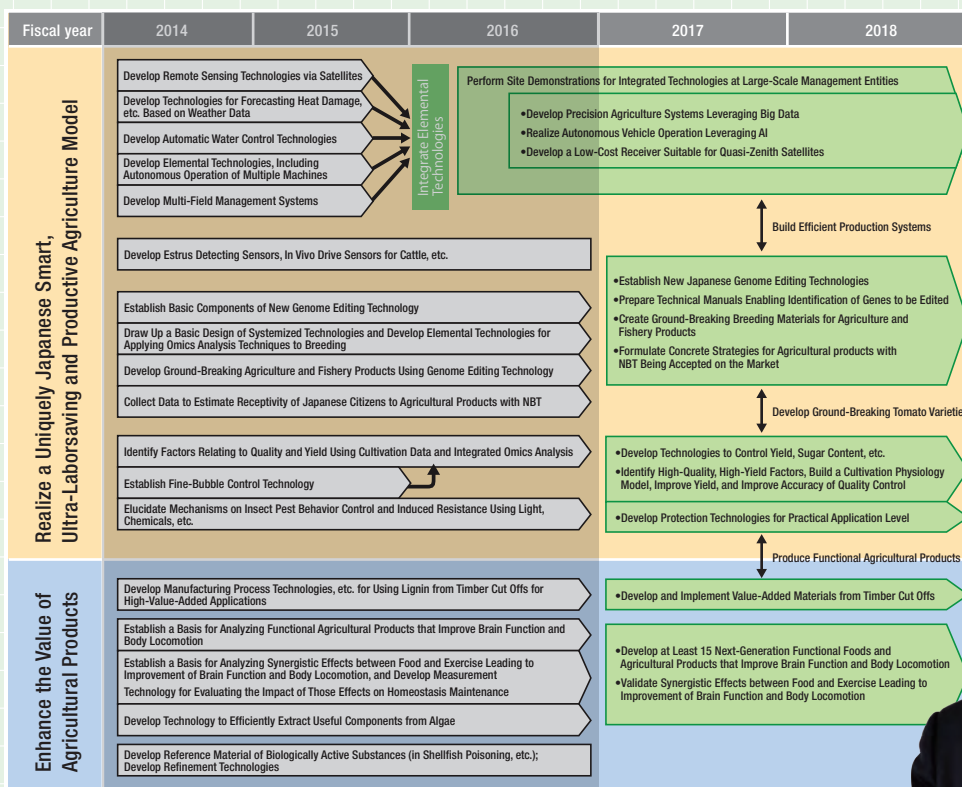 Fiscal year
2014
2015
2016
2017
2018
Realize a Uniquely Japanese Smart,
Ultra-Laborsaving and Productive Agriculture Model
Develop Remote Sensing Technologies via Satellites
Develop Technologies for Forecasting Heat Damage,
etc. Based on Weather Data
Develop Automatic Water Control Technologies
Develop Elemental Technologies, Including
Autonomous Operation of Multiple Machines
Develop Multi-Field Management Systems
Integrate Elemental
Technologies
Perform Site Demonstrations for Integrated Technologies at Large-Scale Management Entities
•Develop Precision Agriculture Systems Leveraging Big Data
•Realize Autonomous Vehicle Operation Leveraging AI
•Develop a Low-Cost Receiver Suitable for Quasi-Zenith Satellites
Build Efficient Production Systems
Develop Estrus Detecting Sensors, In Vivo Drive Sensors for Cattle, etc.
Establish Basic Components of New Genome Editing Technology
Draw Up a Basic Design of Systemized Technologies and Develop Elemental Technologies for
Applying Omics Analysis Techniques to Breeding
Develop Ground-Breaking Agriculture and Fishery Products Using Genome Editing Technology
Collect Data to Estimate Receptivity of Japanese Citizens to Agricultural Products with NBT
•Establish New Japanese Genome Editing Technologies
•Prepare Technical Manuals Enabling Identification of Genes to be Edited
•Create Ground-Breaking Breeding Materials for Agriculture and
Fishery Products
•Formulate Concrete Strategies for Agricultural products with
NBT Being Accepted on the Market
Develop Ground-Breaking Tomato Varietie
Identify Factors Relating to Quality and Yield Using Cultivation Data and Integrated Omics Analysis
Establish Fine-Bubble Control Technology
Elucidate Mechanisms on Insect Pest Behavior Control and Induced Resistance Using Light,
Chemicals, etc.
•Develop Technologies to Control Yield, Sugar Content, etc.
•Identify High-Quality, High-Yield Factors, Build a Cultivation Physiology
Model, Improve Yield, and Improve Accuracy of Quality Control
•Develop Protection Technologies for Practical Application Level
Produce Functional Agricultural Products
Enhance the Value of
Agricultural Products
Develop Manufacturing Process Technologies, etc. for Using Lignin from Timber Cut Offs for
High-Value-Added Applications
Establish a Basis for Analyzing Functional Agricultural Products that Improve Brain Function and
Body Locomotion
Establish a Basis for Analyzing Synergistic Effects between Food and Exercise Leading to
Improvement of Brain Function and Body Locomotion, and Develop Measurement
Technology for Evaluating the Impact of Those Effects on Homeostasis Maintenance
Develop Technology to Efficiently Extract Useful Components from Algae
Develop Reference Material of Biologically Active Substances (in Shellfish Poisoning, etc.);
Develop Refinement Technologies
•Develop and Implement Value-Added Materials from Timber Cut Offs
•Develop at Least 15 Next-Generation Functional Foods and
Agricultural Products that Improve Brain Function and Body Locomotion
•Validate Synergistic Effects between Food and Exercise Leading to
Improvement of Brain Function and Body Locomotion